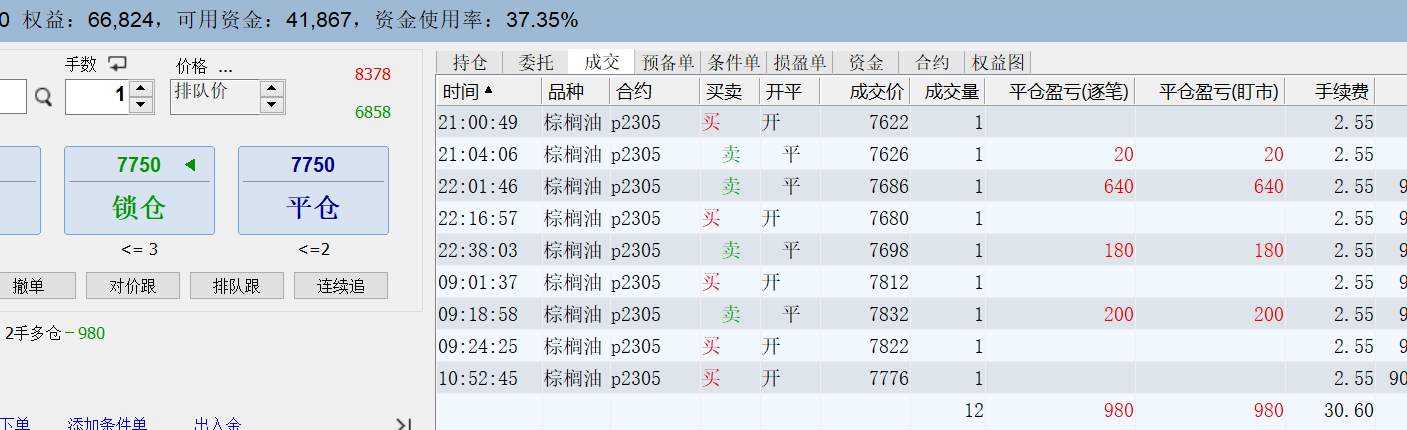 0 权益：66,824，可用资金：41,867，资金使用率：37.35%
手数 价格 ... 8378
1 排队价
6858
7750 7750
锁仓 平仓
<= 3 <=2
撤单 对价跟 排队跟 连续追
2手多仓-980
下单 添加条件单 出入金
持仓 委托 成交 预备单 条件单 损盈单 资金 合约 权益图
时间 品种 合约 买卖 开平 成交价 成交量 平仓盈亏(逐笔) 平仓盈亏(盯市) 手续费
21:00:49 棕榈油 p2305 买 开 7622 1 2.55
21:04:06 棕榈油 p2305 卖 平 7626 1 20 20 2.55
22:01:46 棕榈油 p2305 卖 平 7686 1 640 640 2.55 9
22:16:57 棕榈油 p2305 买 开 7680 1 2.55 9
22:38:03 棕榈油 p2305 卖 平 7698 1 180 180 2.55 9
09:01:37 棕榈油 p2305 买 开 7812 1 2.55 9
09:18:58 棕榈油 p2305 卖 平 7832 1 200 200 2.55 9
09:24:25 棕榈油 p2305 买 开 7822 1 2.55 9
10:52:45 棕榈油 p2305 买 开 7776 1 2.55 90
12 980 980 30.60